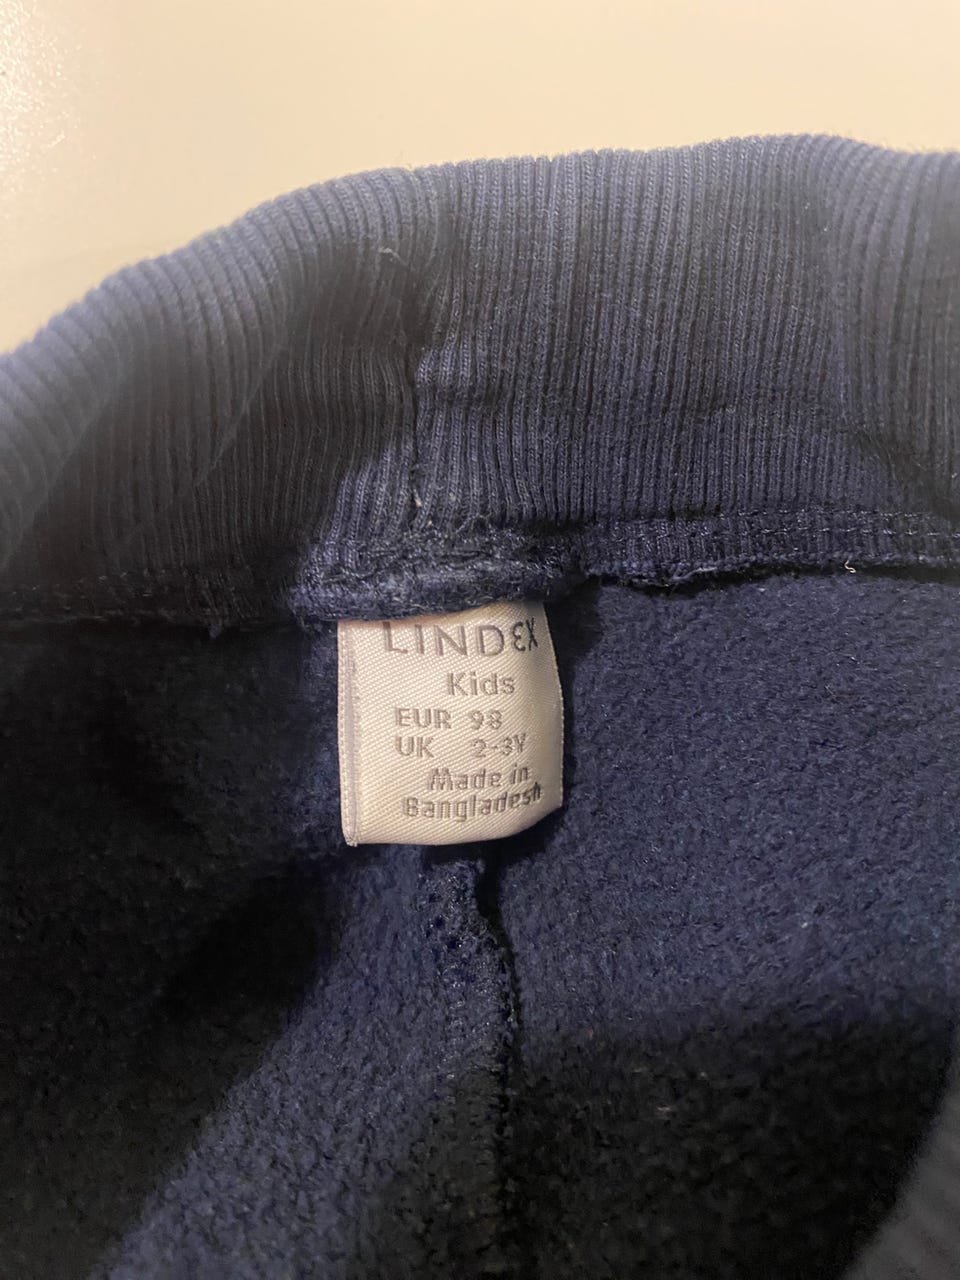 LINDEX
Kids
EUR 98
UK 2-3Y
Made in
Bangladesh